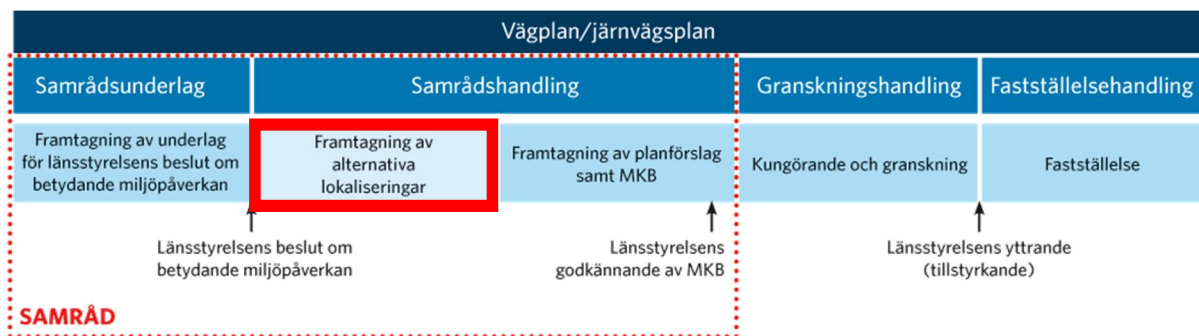 Vägplan/järnvägsplan
Samrådsunderlag
Samrådshandling
Granskningshandling
Fastställelsehandling
Framtagning av underlag
för länsstyrelsens beslut om
betydande miljöpåverkan
Framtagning av
alternativa
lokaliseringar
Framtagning av planförslag
samt MKB
Kungörande och granskning
Fastställelse
Länsstyrelsens beslut om
betydande miljöpåverkan
Länsstyrelsens
godkännande av MKB
Länsstyrelsens yttrande
(tillstyrkande)
SAMRÅD